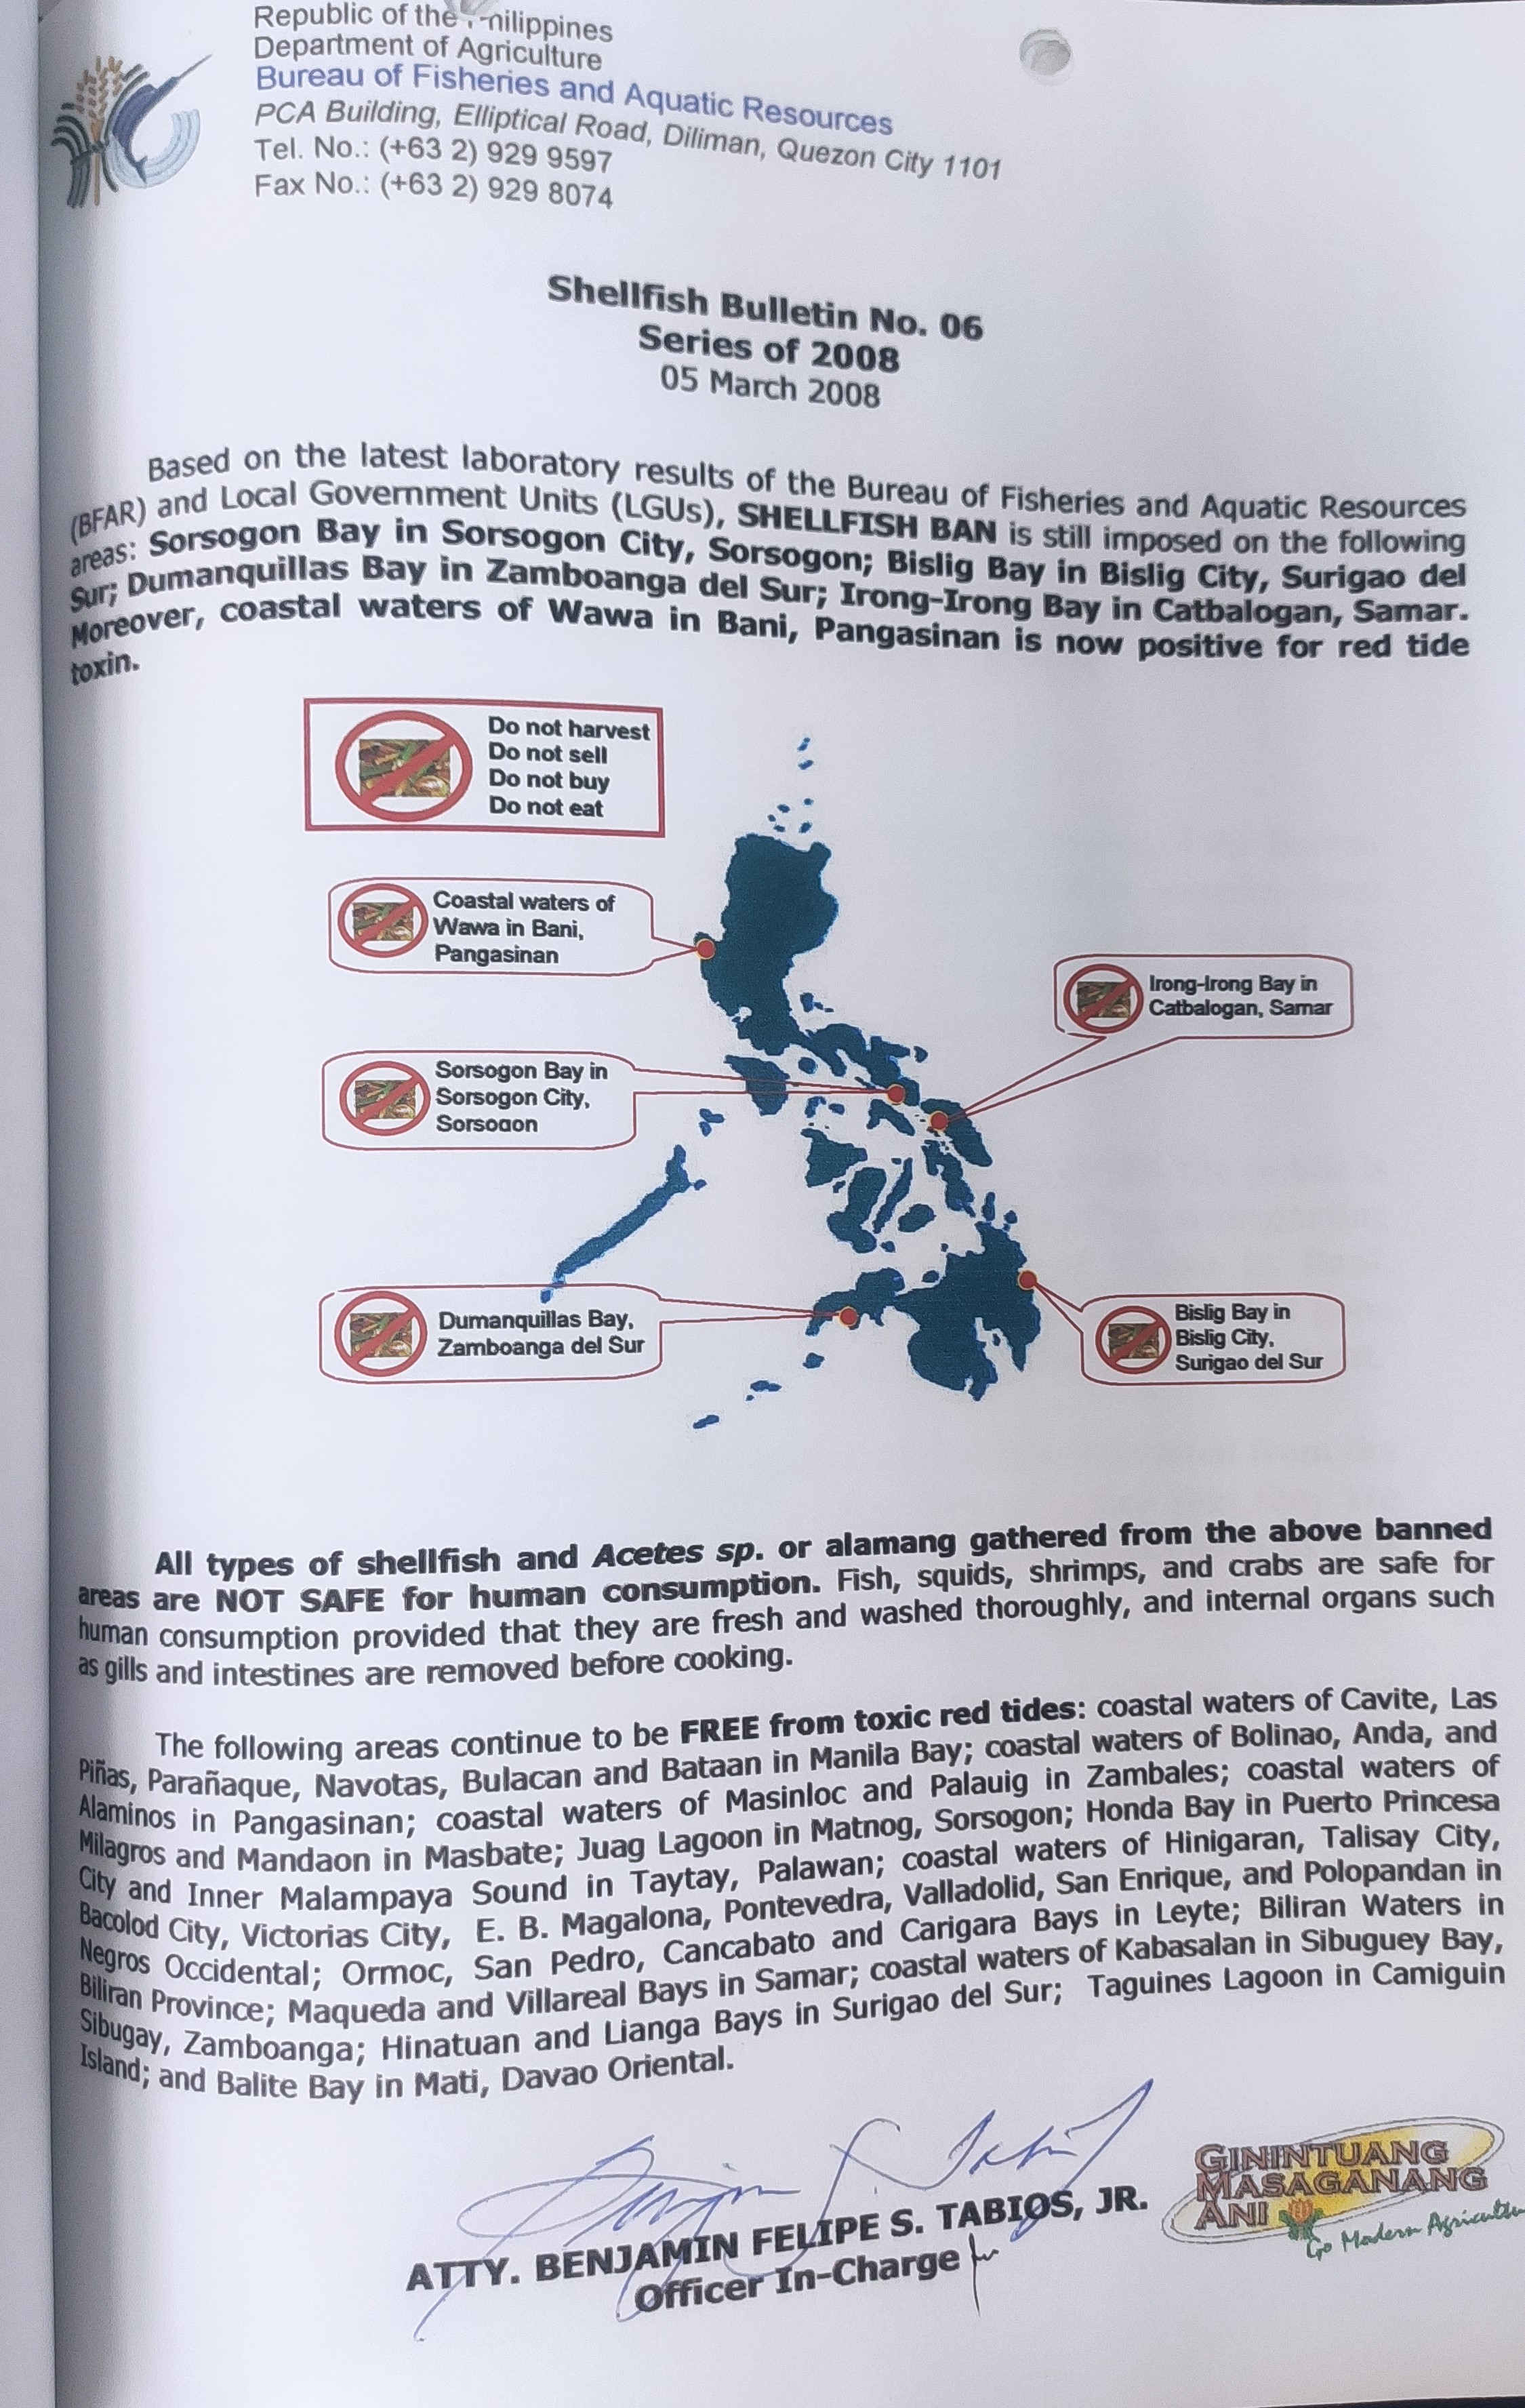 Republic of the Philippines
Department of Agriculture
Bureau of Fisheries and Aquatic Resources
PCA Building, Elliptical Road, Diliman, Quezon City 1101
Tel. No.: (+63 2) 929 9597
Fax No.: (+63 2) 929 8074
Shellfish Bulletin No. 06
Series of 2008
05 March 2008
Based on the latest laboratory results of the Bureau of Fisheries and Aquatic Resources
(BFAR) and Local Government Units (LGUs), SHELLFISH BAN is still imposed on the following
areas: Sorsogon Bay in Sorsogon City, Sorsogon; Bislig Bay in Bislig City, Surigao del
Sur; Dumanquillas Bay in Zamboanga del Sur; Irong-Irong Bay in Catbalogan, Samar.
Moreover, coastal waters of Wawa in Bani, Pangasinan is now positive for red tide
toxin.
Do not harvest
Do not sell
Do not buy
Do not eat
Coastal waters of
Wawa in Bani,
Pangasinan
Irong-Irong Bay in
Catbalogan, Samar
Sorsogon Bay in
Sorsogon City,
Sorsogon
Dumanquillas Bay,
Zamboanga del Sur
Bislig Bay in
Bislig City,
Surigao del Sur
All types of shellfish and Acetes sp. or alamang gathered from the above banned
areas are NOT SAFE for human consumption. Fish, squids, shrimps, and crabs are safe for
human consumption provided that they are fresh and washed thoroughly, and internal organs such
as gills and intestines are removed before cooking.
The following areas continue to be FREE from toxic red tides: coastal waters of Cavite, Las
Piñas, Parañaque, Navotas, Bulacan and Bataan in Manila Bay; coastal waters of Bolinao, Anda, and
Alaminos in Pangasinan; coastal waters of Masinloc and Palauig in Zambales; coastal waters of
Milagros and Mandaon in Masbate; Juag Lagoon in Matnog, Sorsogon; Honda Bay in Puerto Princesa
City and Inner Malampaya Sound in Taytay, Palawan; coastal waters of Hinigaran, Talisay City,
Bacolod City, Victorias City, E. B. Magalona, Pontevedra, Valladolid, San Enrique, and Polopandan in
Negros Occidental; Ormoc, San Pedro, Cancabato and Carigara Bays in Leyte; Biliran Waters in
Biliran Province; Maqueda and Villareal Bays in Samar; coastal waters of Kabasalan in Sibuguey Bay,
Sibugay, Zamboanga; Hinatuan and Lianga Bays in Surigao del Sur; Taguines Lagoon in Camiguin
Island; and Balite Bay in Mati, Davao Oriental.
ATTY. BENJAMIN FELIPE S. TABIOS, JR.
Officer In-Charge
GININTUANG
MASAGANANG
ANI
Go Modern Agriculture